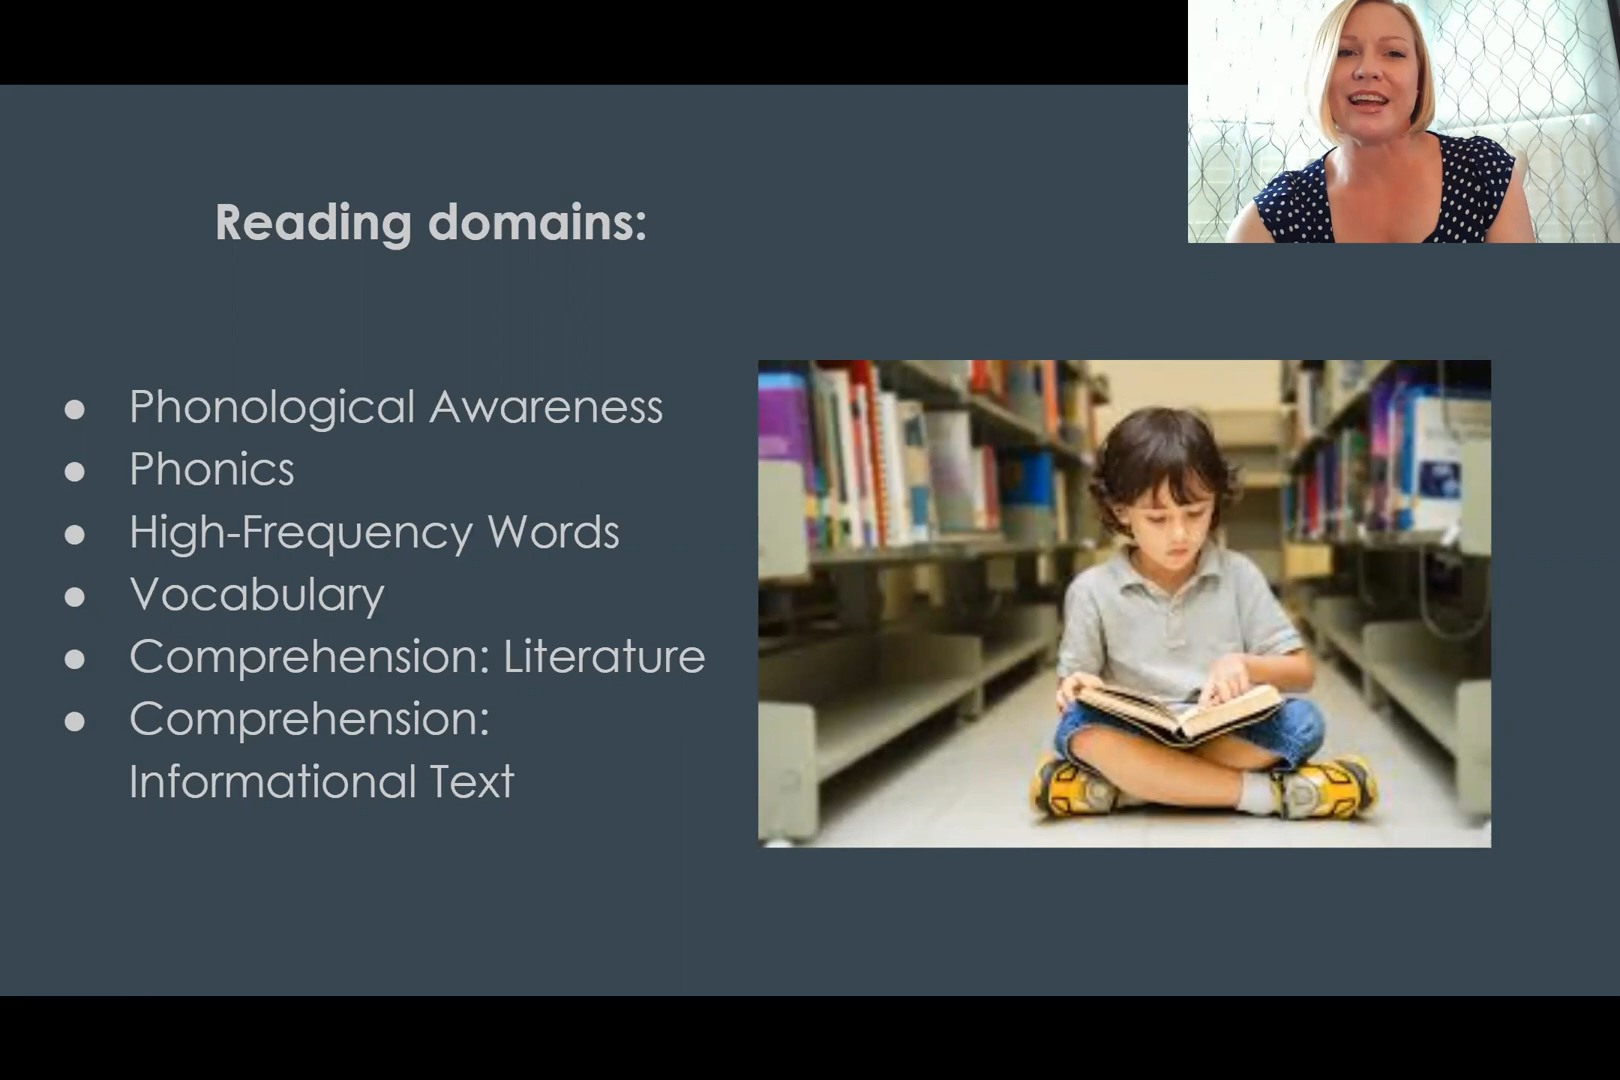 Reading domains:
● Phonological Awareness
● Phonics
● High-Frequency Words
● Vocabulary
● Comprehension: Literature
● Comprehension:
Informational Text